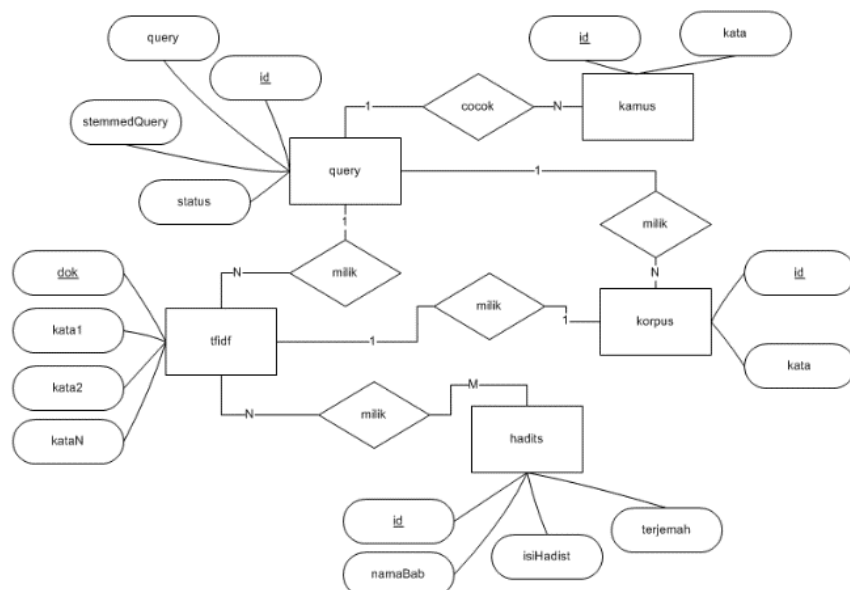 query
id
kata
id
1
cocok
N
kamus
stemmedQuery
query
1
status
1
milik
dok
N
milik
N
id
milik
kata1
tfidf
1
1
korpus
kata2
kata
N
milik
M
kataN
hadits
id
terjemah
isiHadist
namaBab